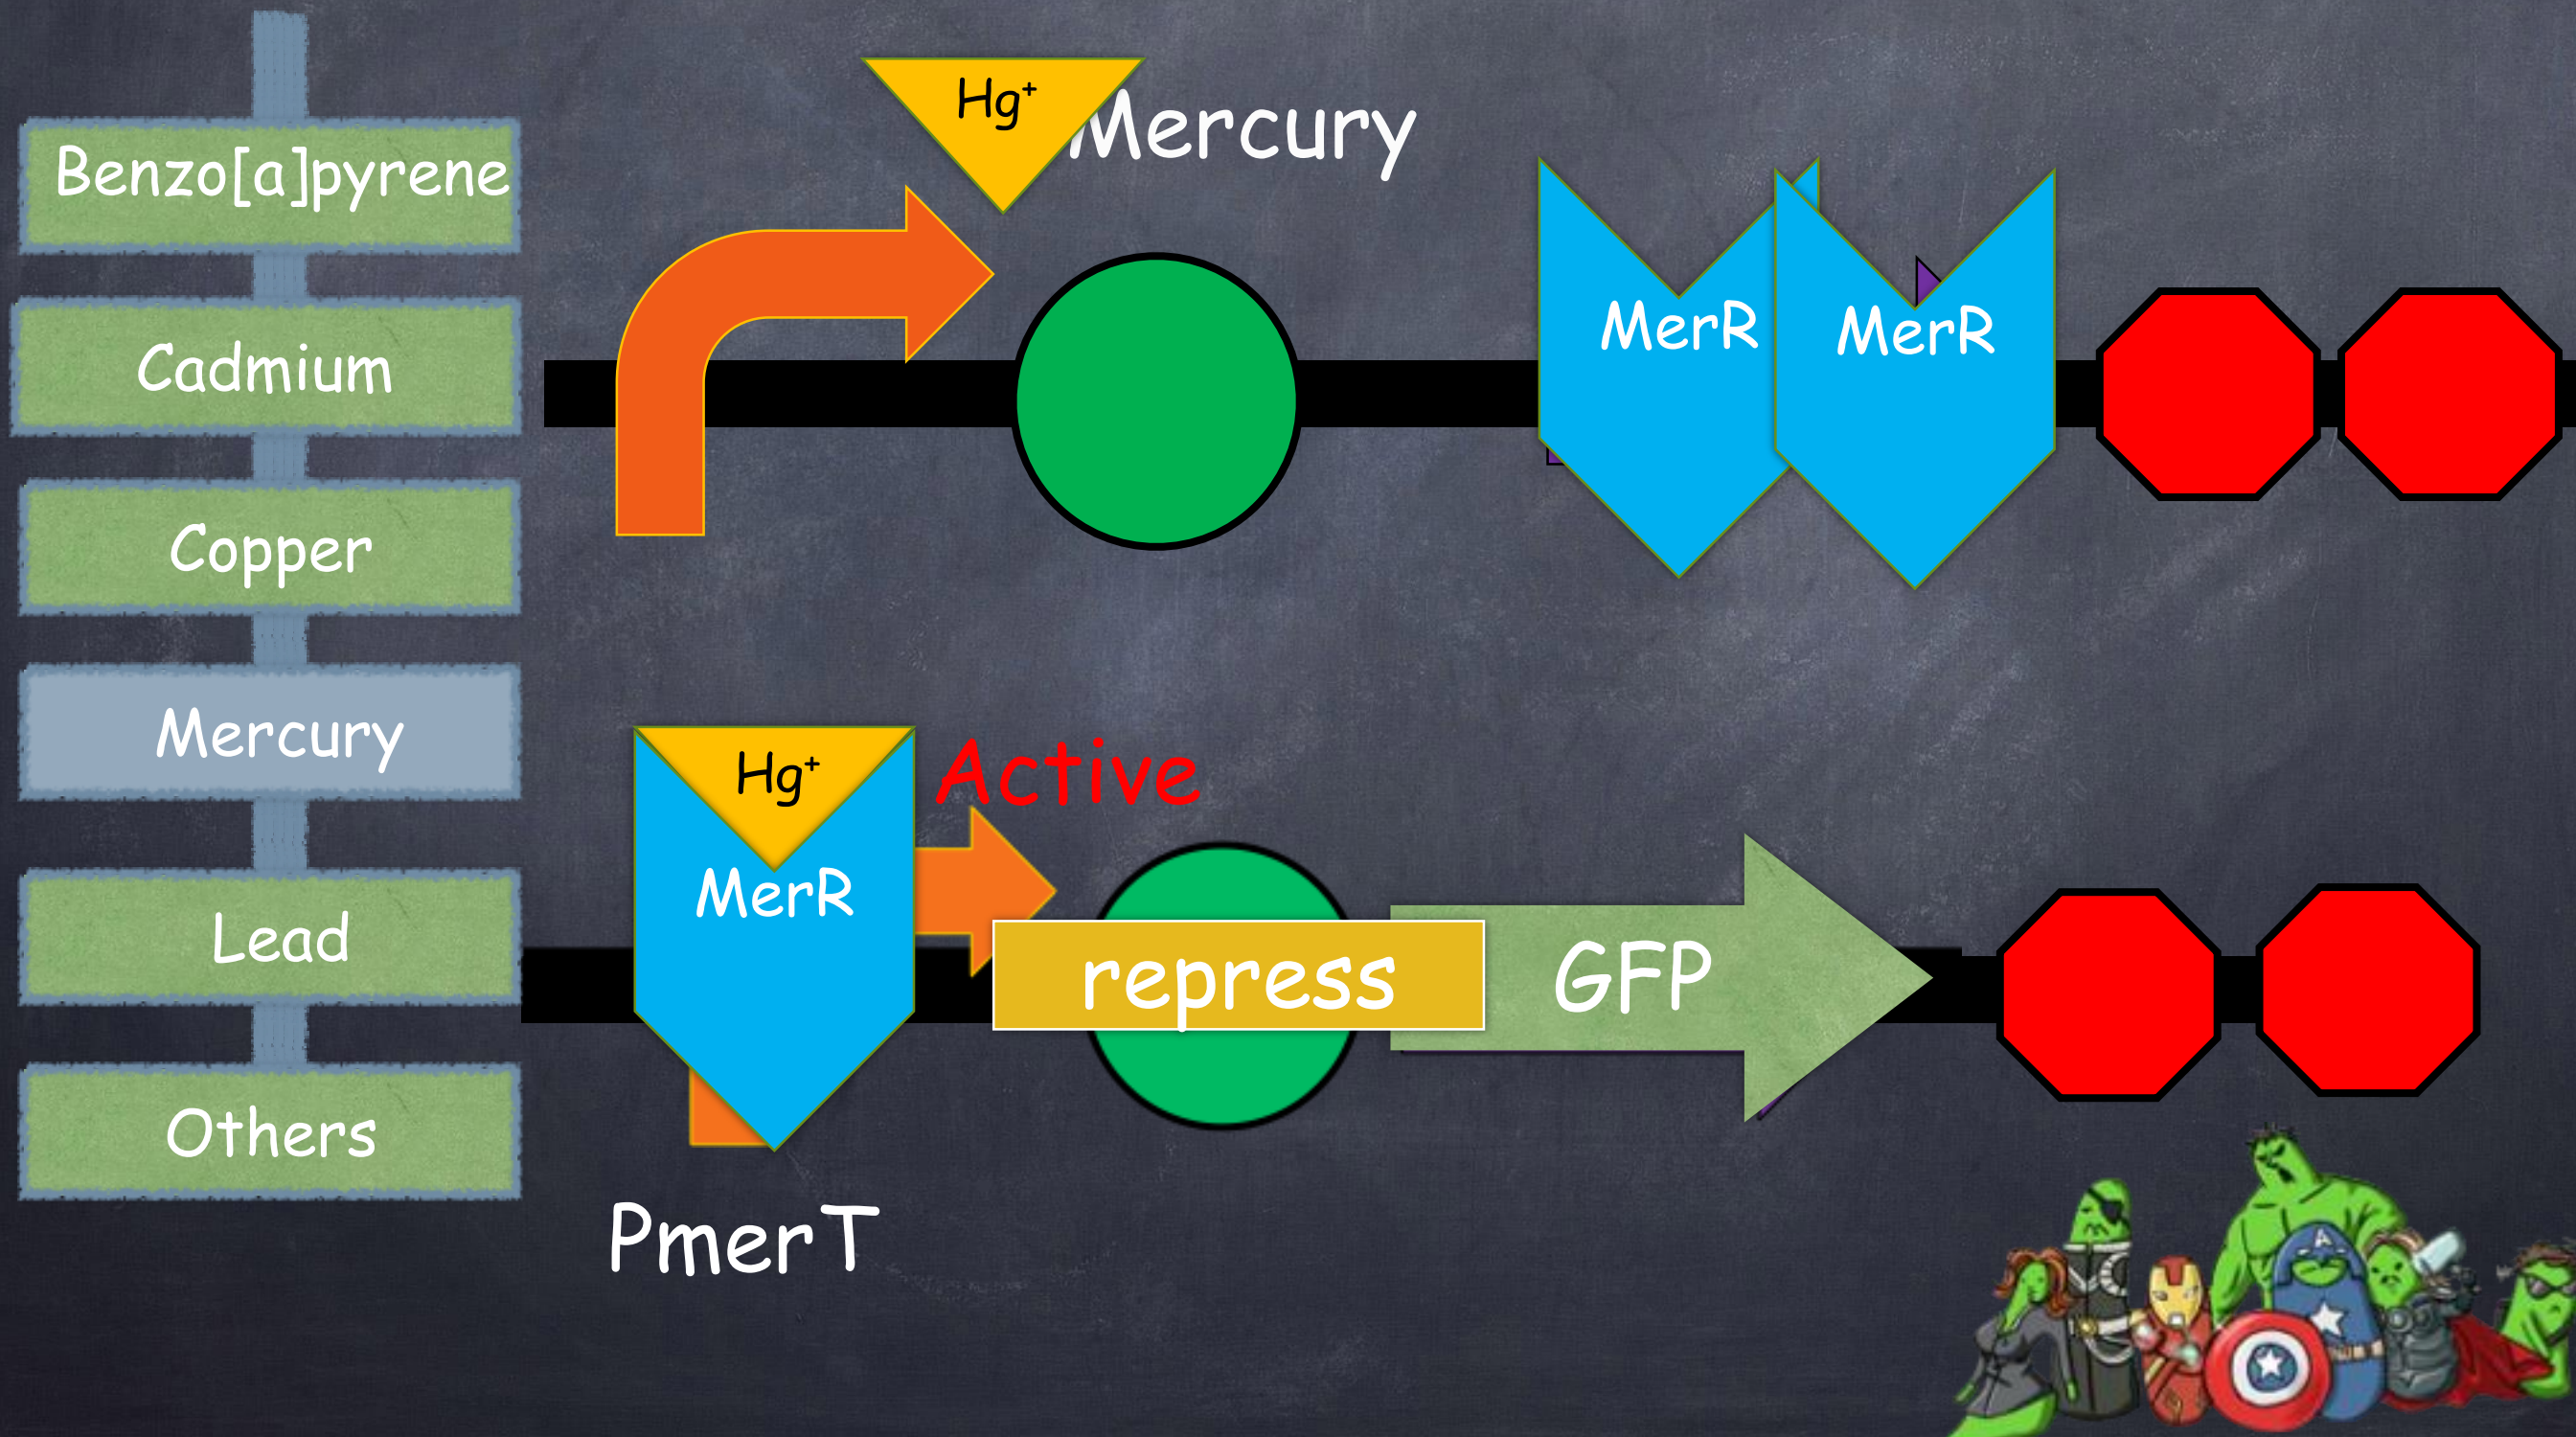 Benzo[a]pyrene
Cadmium
Copper
Mercury
Lead
Others
Hg⁺
Mercury
MerR
MerR
Hg⁺
MerR
Active
repress
GFP
PmerT
A